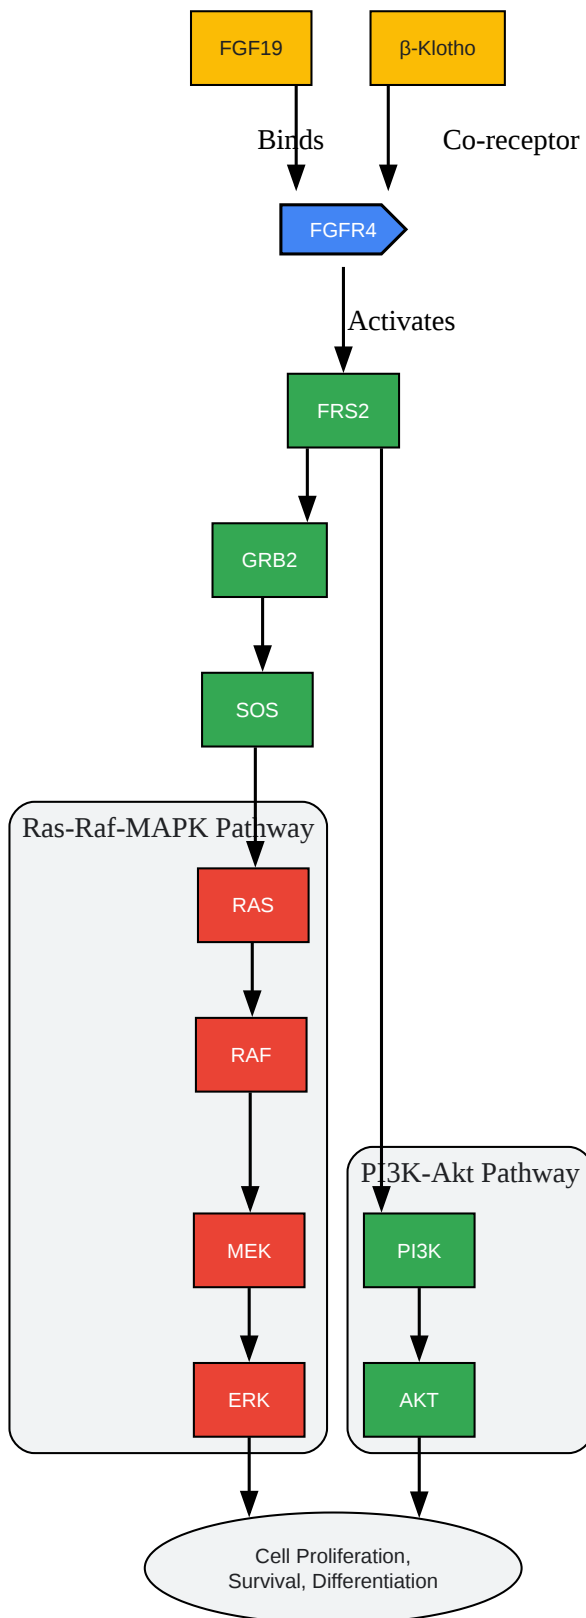 FGF19
β-Klotho
Binds
Co-receptor
FGFR4
Activates
FRS2
GRB2
SOS
Ras-Raf-MAPK Pathway
RAS
RAF
PI3K-Akt Pathway
MEK
PI3K
ERK
AKT
Cell Proliferation,
Survival, Differentiation